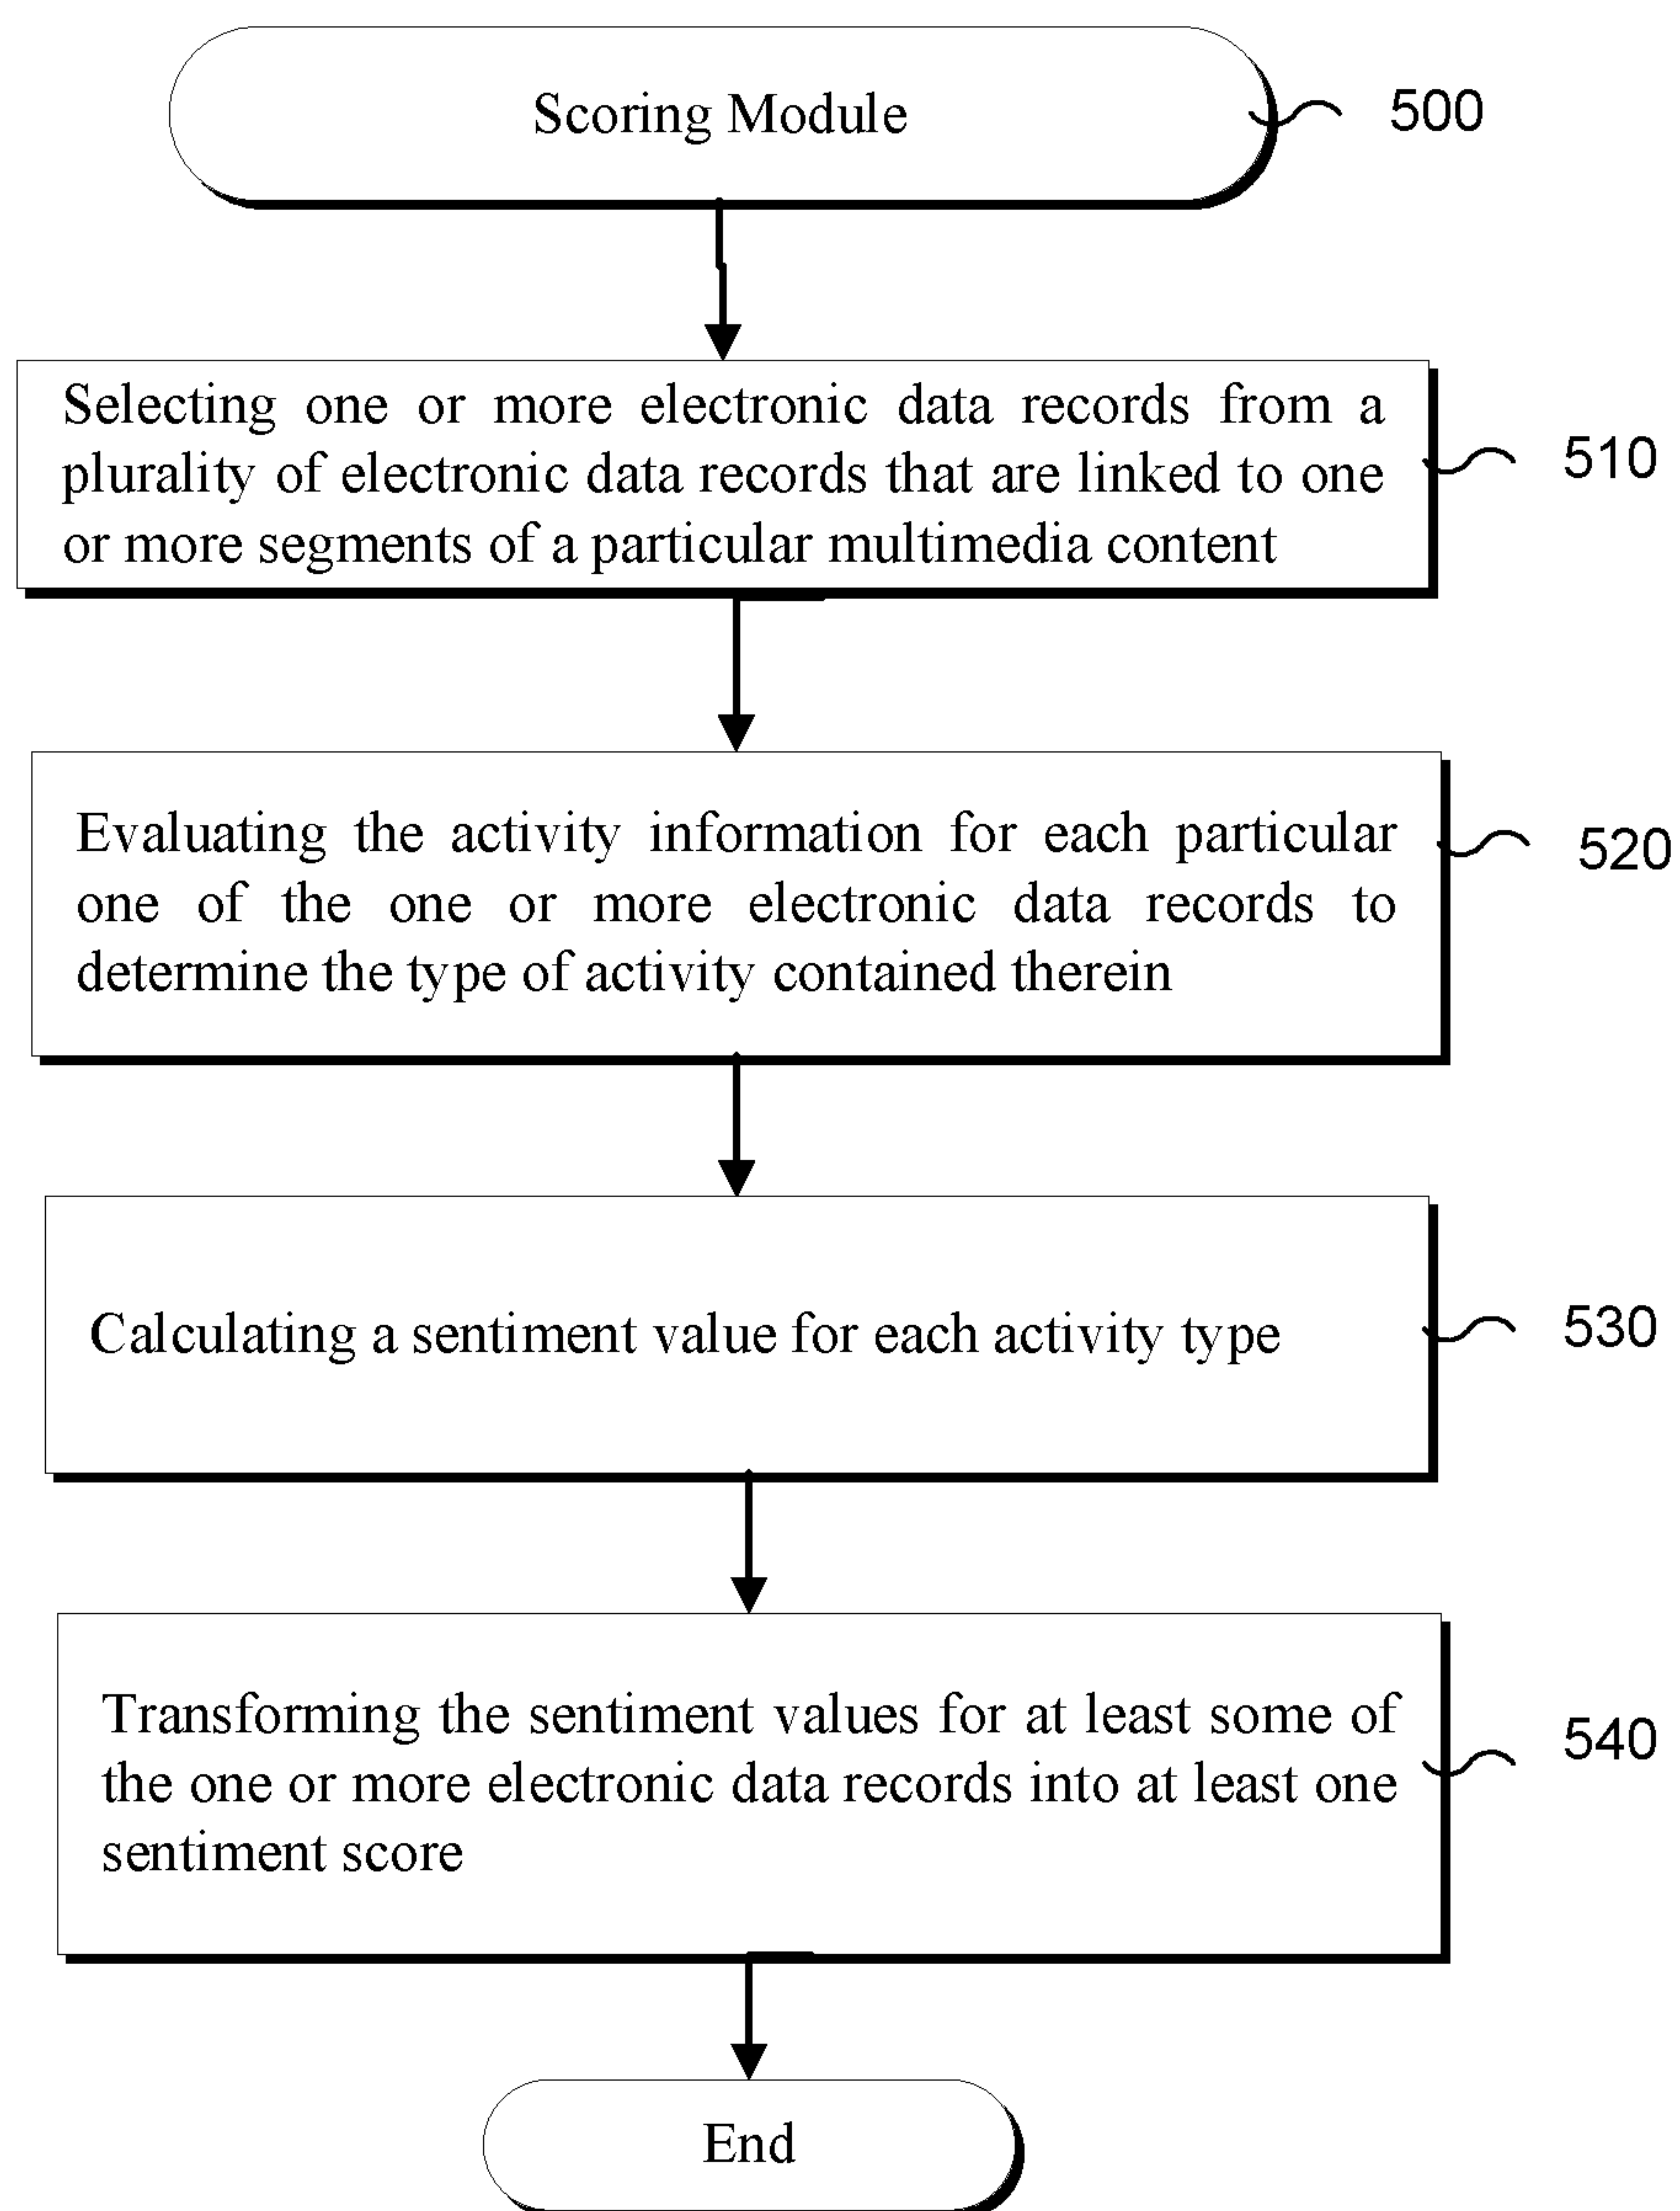 Scoring Module
500
Selecting one or more electronic data records from a
plurality of electronic data records that are linked to one
or more segments of a particular multimedia content
510
Evaluating the activity information for each particular
one of the one or more electronic data records to
determine the type of activity contained therein
520
Calculating a sentiment value for each activity type
530
Transforming the sentiment values for at least some of
the one or more electronic data records into at least one
sentiment score
540
End